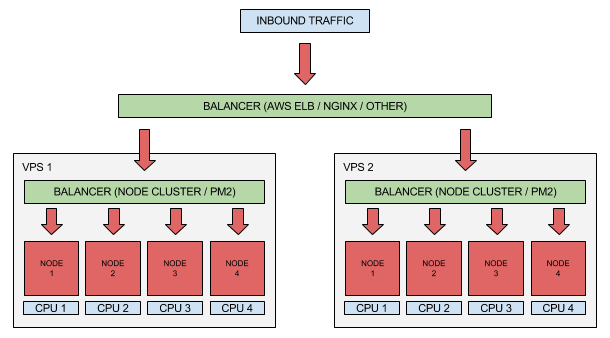 INBOUND TRAFFIC
BALANCER (AWS ELB / NGINX / OTHER)
VPS 1
BALANCER (NODE CLUSTER / PM2)
NODE
1
NODE
2
NODE
3
NODE
4
CPU 1
CPU 2
CPU 3
CPU 4
VPS 2
BALANCER (NODE CLUSTER / PM2)
NODE
1
NODE
2
NODE
3
NODE
4
CPU 1
CPU 2
CPU 3
CPU 4